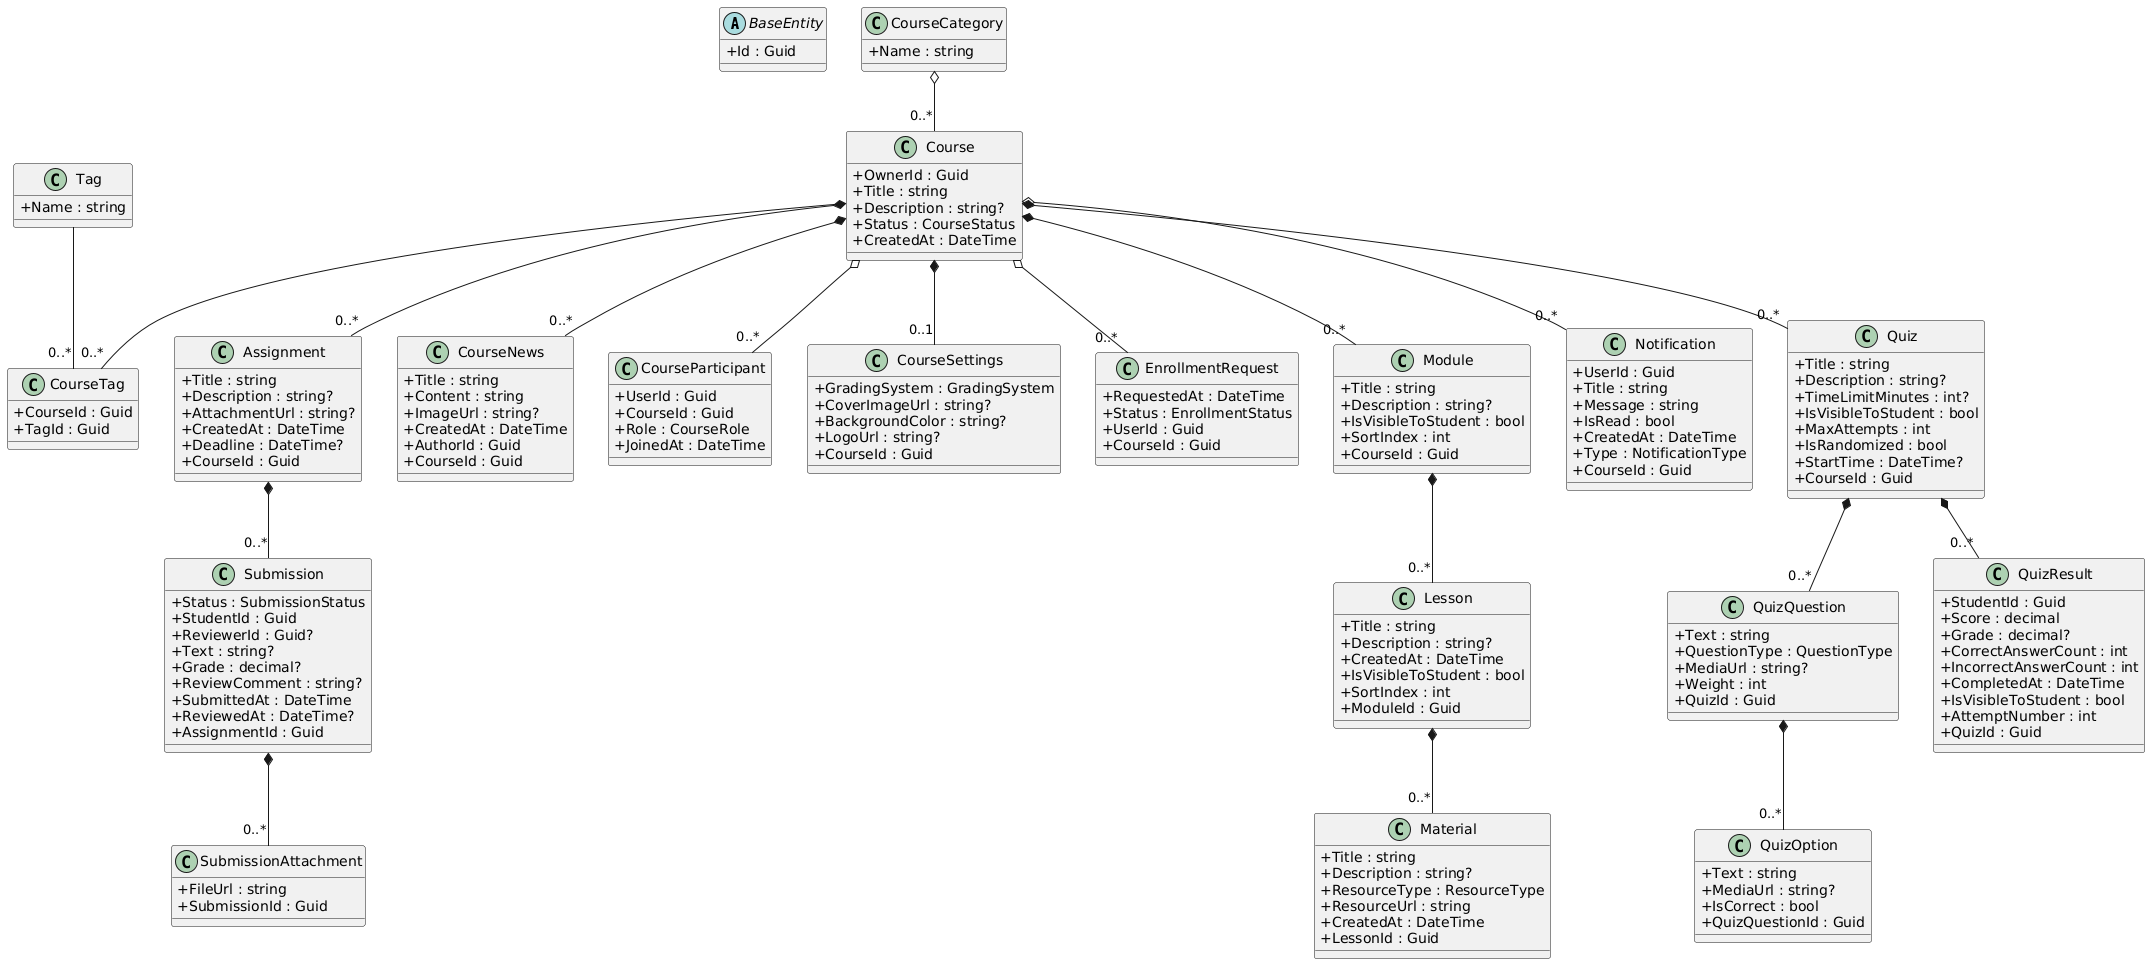 A BaseEntity
+Id : Guid
C CourseCategory
+Name : string
0..*
C Course
+OwnerId : Guid
+Title : string
+Description : string?
+Status : CourseStatus
+CreatedAt : DateTime
C Tag
+Name : string
0..*
0..*
0..*
0..*
0..*
0..1
0..*
0..*
0..*
0..*
C CourseTag
+CourseId : Guid
+TagId : Guid
C Assignment
+Title : string
+Description : string?
+AttachmentUrl : string?
+CreatedAt : DateTime
+Deadline : DateTime?
+CourseId : Guid
C CourseNews
+Title : string
+Content : string
+ImageUrl : string?
+CreatedAt : DateTime
+AuthorId : Guid
+CourseId : Guid
C CourseParticipant
+UserId : Guid
+CourseId : Guid
+Role : CourseRole
+JoinedAt : DateTime
C CourseSettings
+GradingSystem : GradingSystem
+CoverImageUrl : string?
+BackgroundColor : string?
+LogoUrl : string?
+CourseId : Guid
C EnrollmentRequest
+RequestedAt : DateTime
+Status : EnrollmentStatus
+UserId : Guid
+CourseId : Guid
C Module
+Title : string
+Description : string?
+IsVisibleToStudent : bool
+SortIndex : int
+CourseId : Guid
C Notification
+UserId : Guid
+Title : string
+Message : string
+IsRead : bool
+CreatedAt : DateTime
+Type : NotificationType
+CourseId : Guid
C Quiz
+Title : string
+Description : string?
+TimeLimitMinutes : int?
+IsVisibleToStudent : bool
+MaxAttempts : int
+IsRandomized : bool
+StartTime : DateTime?
+CourseId : Guid
0..*
0..*
0..*
0..*
C Submission
+Status : SubmissionStatus
+StudentId : Guid
+ReviewerId : Guid?
+Text : string?
+Grade : decimal?
+ReviewComment : string?
+SubmittedAt : DateTime
+ReviewedAt : DateTime?
+AssignmentId : Guid
C Lesson
+Title : string
+Description : string?
+CreatedAt : DateTime
+IsVisibleToStudent : bool
+SortIndex : int
+ModuleId : Guid
C QuizQuestion
+Text : string
+QuestionType : QuestionType
+MediaUrl : string?
+Weight : int
+QuizId : Guid
C QuizResult
+StudentId : Guid
+Score : decimal
+Grade : decimal?
+CorrectAnswerCount : int
+IncorrectAnswerCount : int
+CompletedAt : DateTime
+IsVisibleToStudent : bool
+AttemptNumber : int
+QuizId : Guid
0..*
0..*
0..*
C SubmissionAttachment
+FileUrl : string
+SubmissionId : Guid
C Material
+Title : string
+Description : string?
+ResourceType : ResourceType
+ResourceUrl : string
+CreatedAt : DateTime
+LessonId : Guid
C QuizOption
+Text : string
+MediaUrl : string?
+IsCorrect : bool
+QuizQuestionId : Guid